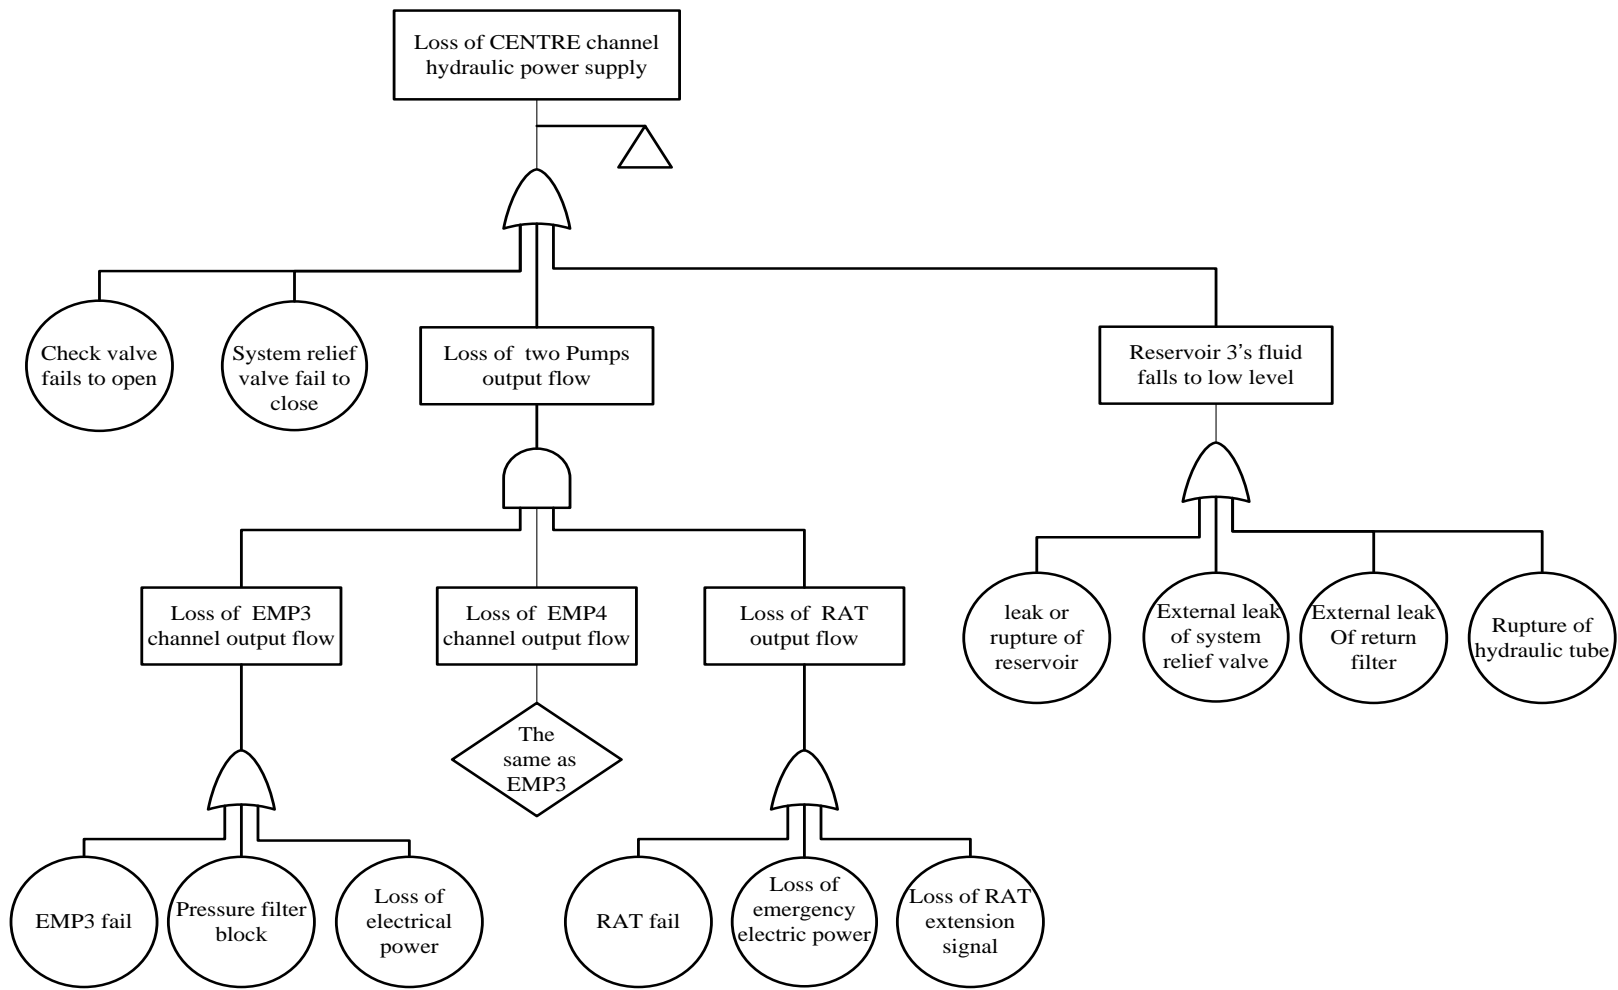 Loss of CENTRE channel
hydraulic power supply
Check valve
fails to open
System relief
valve fail to
close
Loss of two Pumps
output flow
Reservoir 3's fluid
falls to low level
Loss of EMP3
channel output flow
Loss of EMP4
channel output flow
Loss of RAT
output flow
leak or
rupture of
reservoir
External leak
of system
relief valve
External leak
Of return
filter
Rupture of
hydraulic tube
The
same as
EMP3
EMP3 fail
Pressure filter
block
Loss of
electrical
power
RAT fail
Loss of
emergency
electric power
Loss of RAT
extension
signal